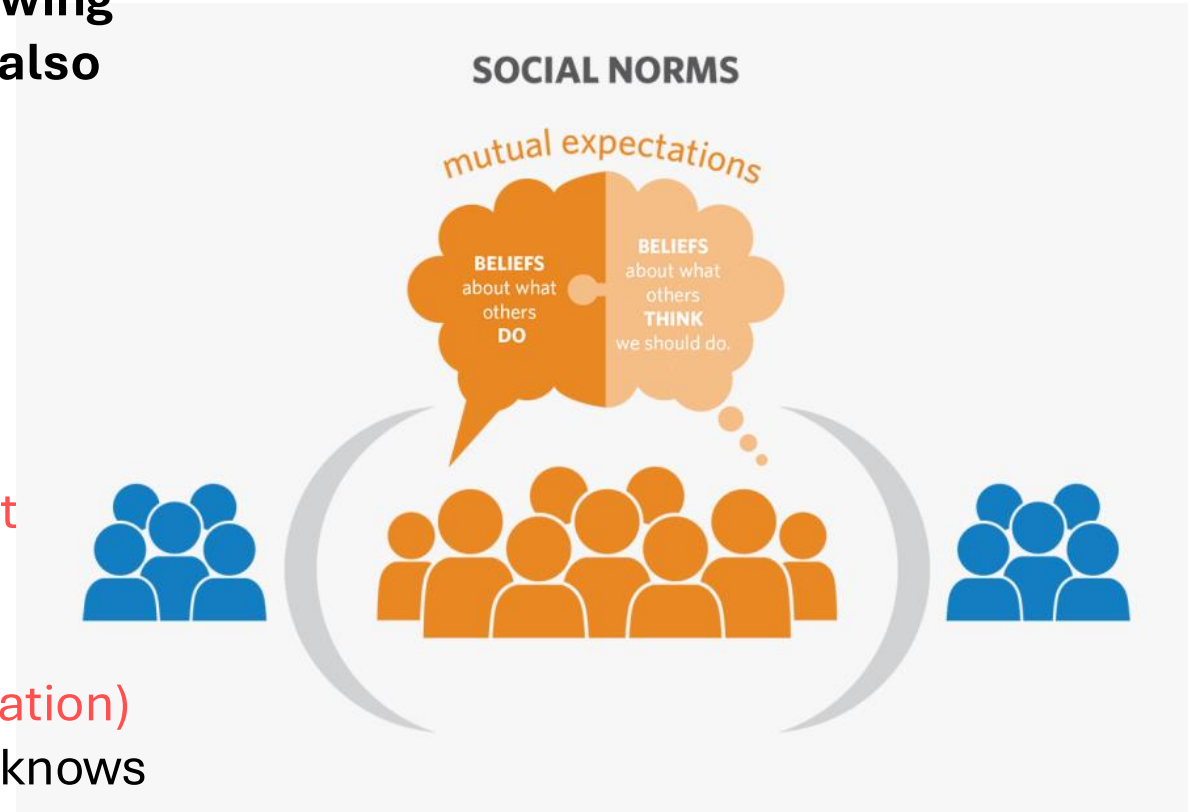 wing
also
SOCIAL NORMS
mutual expectations
BELIEFS
about what
others
DO
BELIEFS
about what
others
THINK
we should do.
t
ation)
knows